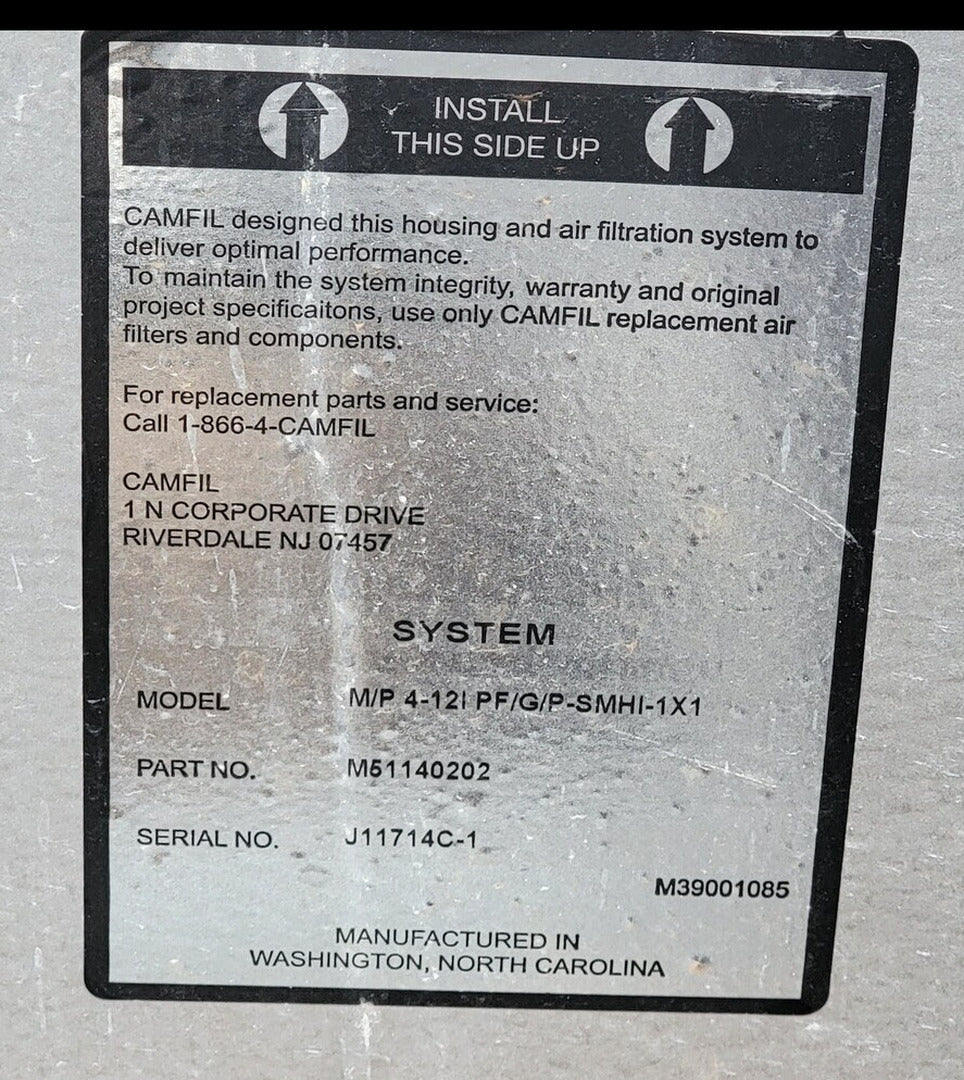 INSTALL
THIS SIDE UP
CAMFIL designed this housing and air filtration system to
deliver optimal performance.
To maintain the system integrity, warranty and original
project specificaitons, use only CAMFIL replacement air
filters and components.
For replacement parts and service:
Call 1-866-4-CAMFIL
CAMFIL
1 N CORPORATE DRIVE
RIVERDALE NJ 07457
SYSTEM
MODEL M/P 4-12I PF/G/P-SMHI-1X1
PART NO. M51140202
SERIAL NO. J11714C-1
M39001085
MANUFACTURED IN
WASHINGTON, NORTH CAROLINA